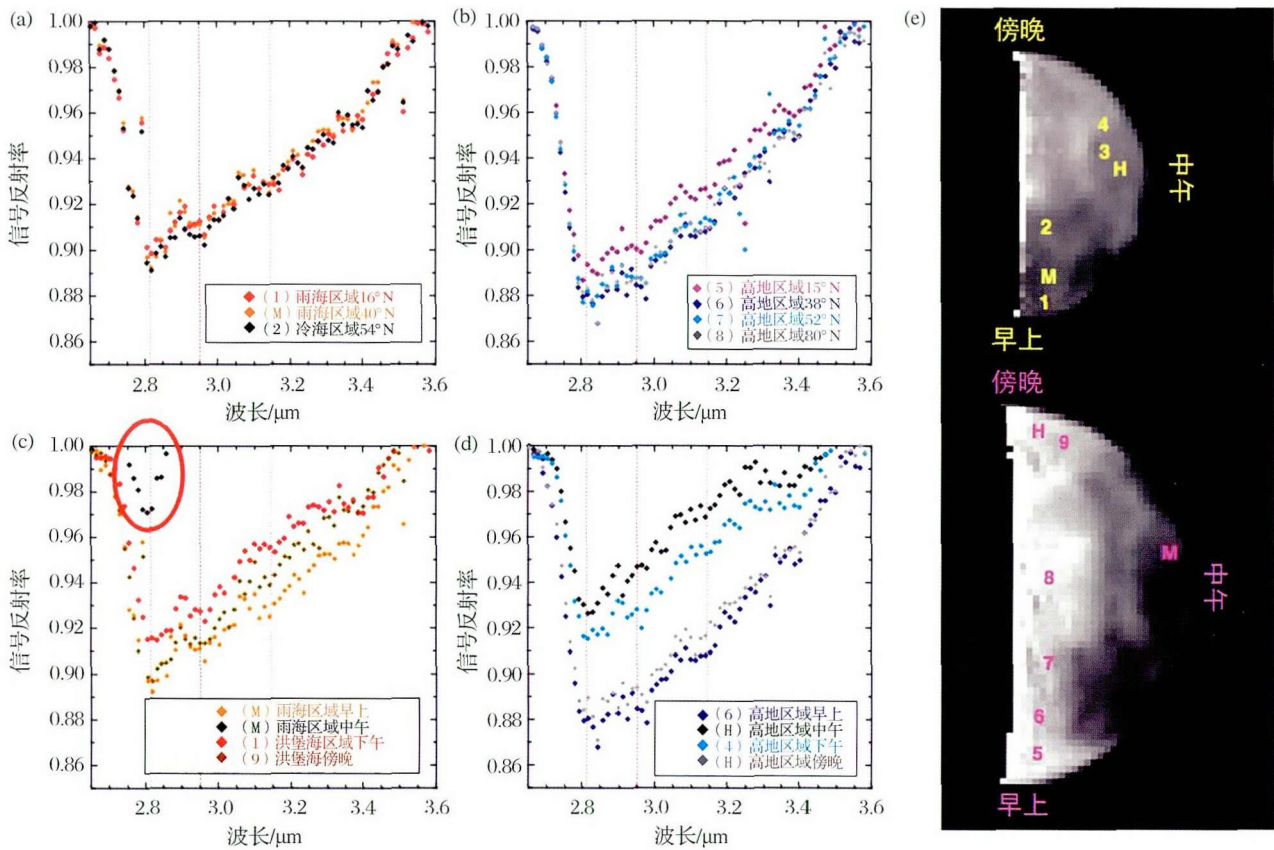 (a)
1.00
0.98
0.96
0.94
0.92
0.90
0.88
0.86
信号反射率
2.8
3.0
3.1
3.6
波长/μm
(1)雨海区域16°N
(M)雨海区域40°N
(2)冷海区域54°N
(b)
1.00
0.98
0.96
0.94
0.92
0.90
0.88
0.86
信号反射率
2.8
3.0
3.1
3.6
波长/μm
(5)高地区域15°N
(6)高地区域38°N
(7)高地区域52°N
(8)高地区域80°N
(c)
1.00
0.98
0.96
0.94
0.92
0.90
0.88
0.86
信号反射率
2.8
3.0
3.1
3.6
波长/μm
(M)雨海区域早上
(M)雨海区域中午
(1)洪堡海区域下午
(9)洪堡海傍晚
(d)
1.00
0.98
0.96
0.94
0.92
0.90
0.88
0.86
信号反射率
2.8
3.0
3.1
3.6
波长/μm
(6)高地区域早上
(H)高地区域中午
(4)高地区域下午
(H)高地区域傍晚
(e)
傍晚
4
3
H
中午
2
M
1
早上
傍晚
H
9
M
中午
8
7
6
5
早上